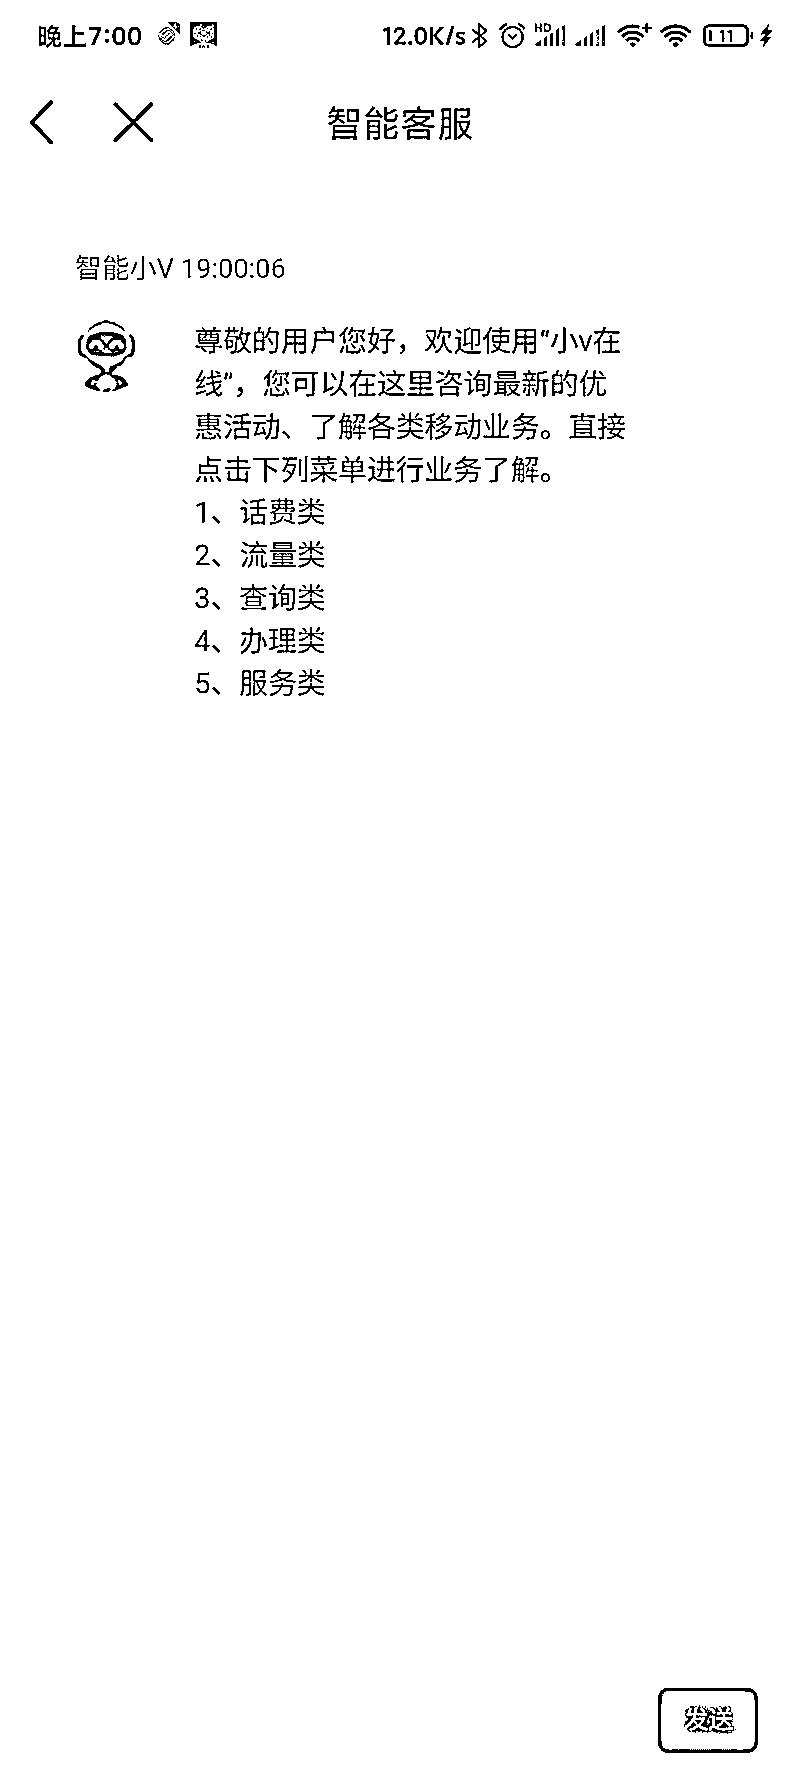 晚上7:00 12.0K/s HD 11
智能客服
智能小V 19:00:06
尊敬的用户您好，欢迎使用“小v在
线”，您可以在这里咨询最新的优
惠活动、了解各类移动业务。直接
点击下列菜单进行业务了解。
1、话费类
2、流量类
3、查询类
4、办理类
5、服务类
发送